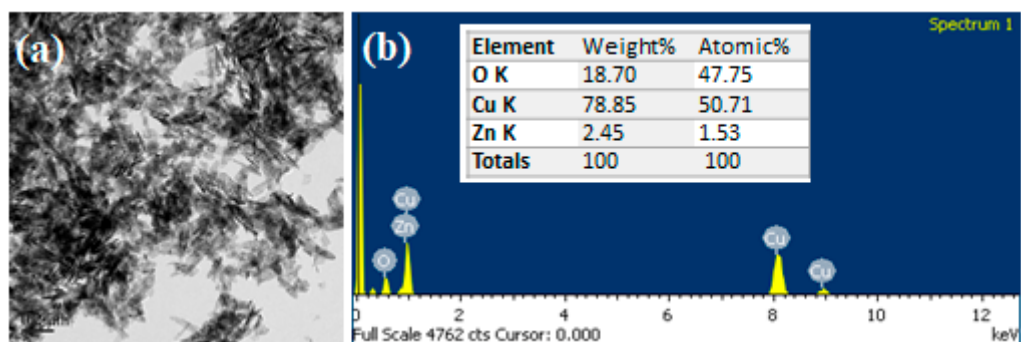 (a)
(b)
Spectrum 1
Element Weight% Atomic%
O K 18.70 47.75
Cu K 78.85 50.71
Zn K 2.45 1.53
Totals 100 100
Cu
Zn
O
Cu
Cu
0 2 4 6 8 10 12
Full Scale 4762 cts Cursor: 0.000 keV